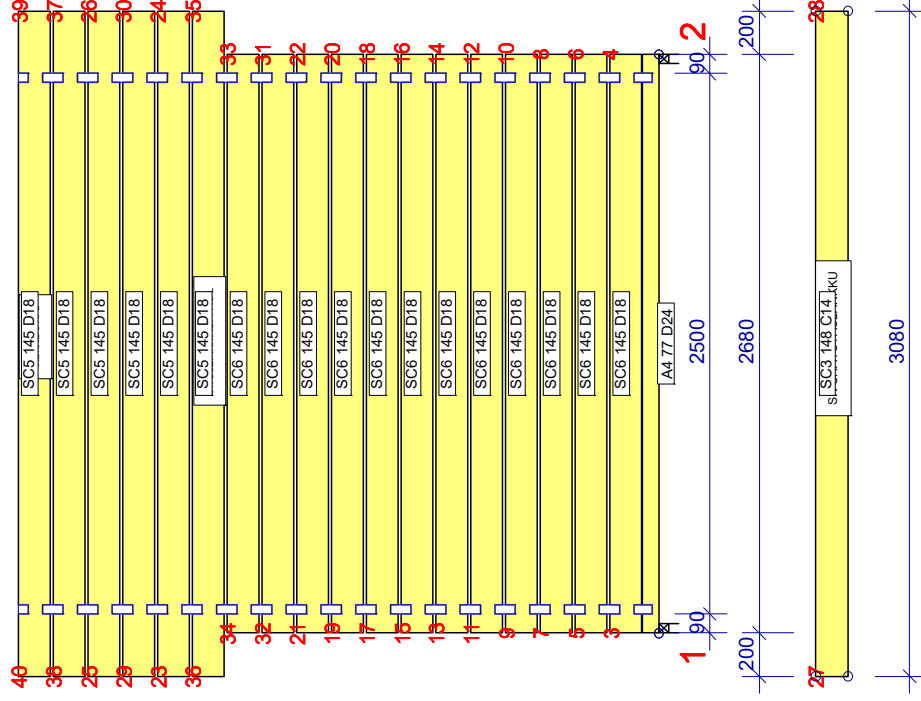 39
37
26
30
24
35
33
31
22
20
18
16
14
12
10
8
6
4
2
28
SC5 145 D18
SC5 145 D18
SC5 145 D18
SC5 145 D18
SC5 145 D18
SC5 145 D18
SC6 145 D18
SC6 145 D18
SC6 145 D18
SC6 145 D18
SC6 145 D18
SC6 145 D18
SC6 145 D18
SC6 145 D18
SC6 145 D18
SC6 145 D18
SC6 145 D18
SC6 145 D18
A4 77 D24
SC3 148 C14
40
38
25
29
23
36
34
32
21
19
17
15
13
11
9
7
5
3
1
27
90
2500
90
200
2680
200
3080